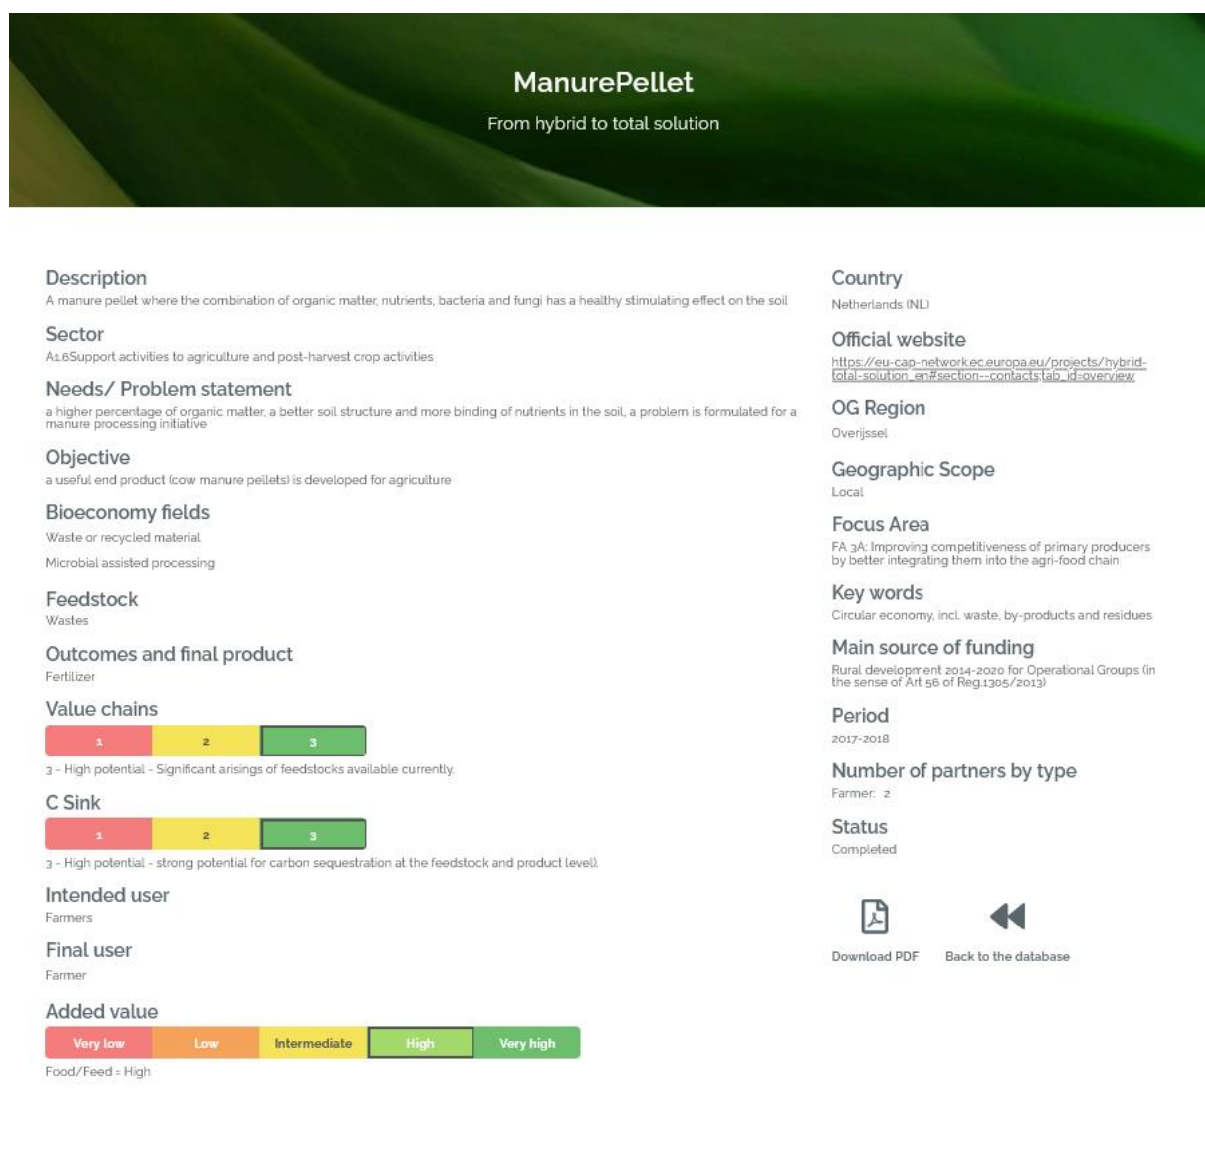 ManurePellet
From hybrid to total solution
Description
A manure pellet where the combination of organic matter, nutrients, bacteria and fungi has a healthy stimulating effect on the soil
Sector
A1.6Support activities to agriculture and post-harvest crop activities
Needs/ Problem statement
a higher percentage of organic matter, a better soil structure and more binding of nutrients in the soil, a problem is formulated for a
manure processing initiative
Objective
a useful end product (cow manure pellets) is developed for agriculture
Bioeconomy fields
Waste or recycled material
Microbial assisted processing
Feedstock
Wastes
Outcomes and final product
Fertilizer
Value chains
1 2 3
3 - High potential - Significant arisings of feedstocks available currently.
C Sink
1 2 3
3 - High potential - strong potential for carbon sequestration at the feedstock and product level).
Intended user
Farmers
Final user
Farmer
Added value
Very low Low Intermediate High Very high
Food/Feed = High
Country
Netherlands (NL)
Official website
https://eu-cap-network.ec.europa.eu/projects/hybrid-
total-solution_en#section--contacts;tab_id=overview
OG Region
Overijssel
Geographic Scope
Local
Focus Area
FA 3A: Improving competitiveness of primary producers
by better integrating them into the agri-food chain
Key words
Circular economy, incl. waste, by-products and residues
Main source of funding
Rural development 2014-2020 for Operational Groups (in
the sense of Art 56 of Reg.1305/2013)
Period
2017-2018
Number of partners by type
Farmer: 2
Status
Completed
Download PDF Back to the database